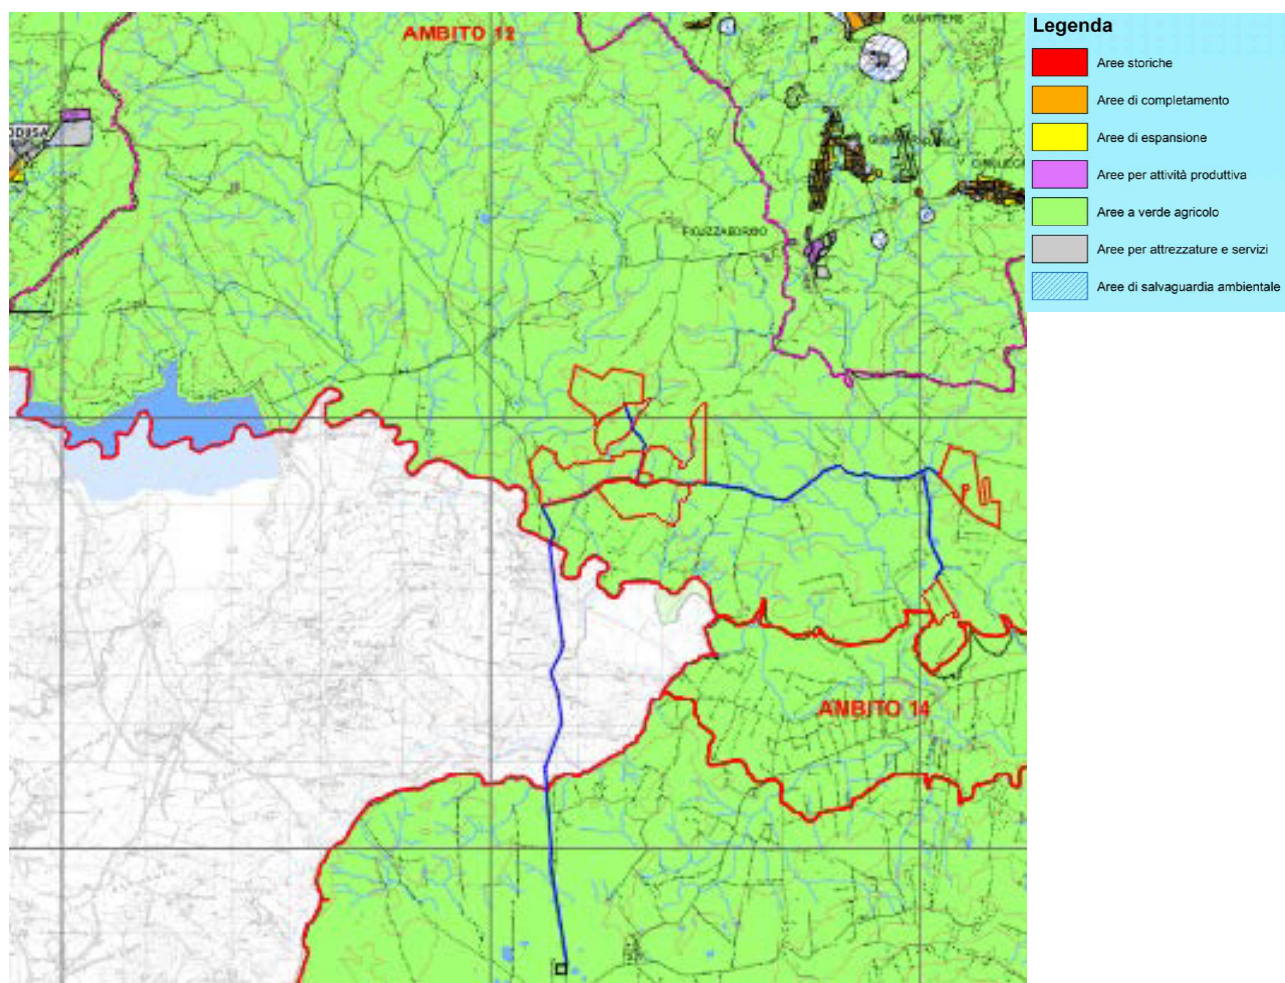 AMBITO 12
Legenda
Aree storiche
Aree di completamento
Aree di espansione
Aree per attività produttiva
Aree a verde agricolo
Aree per attrezzature e servizi
Aree di salvaguardia ambientale
AMBITO 14